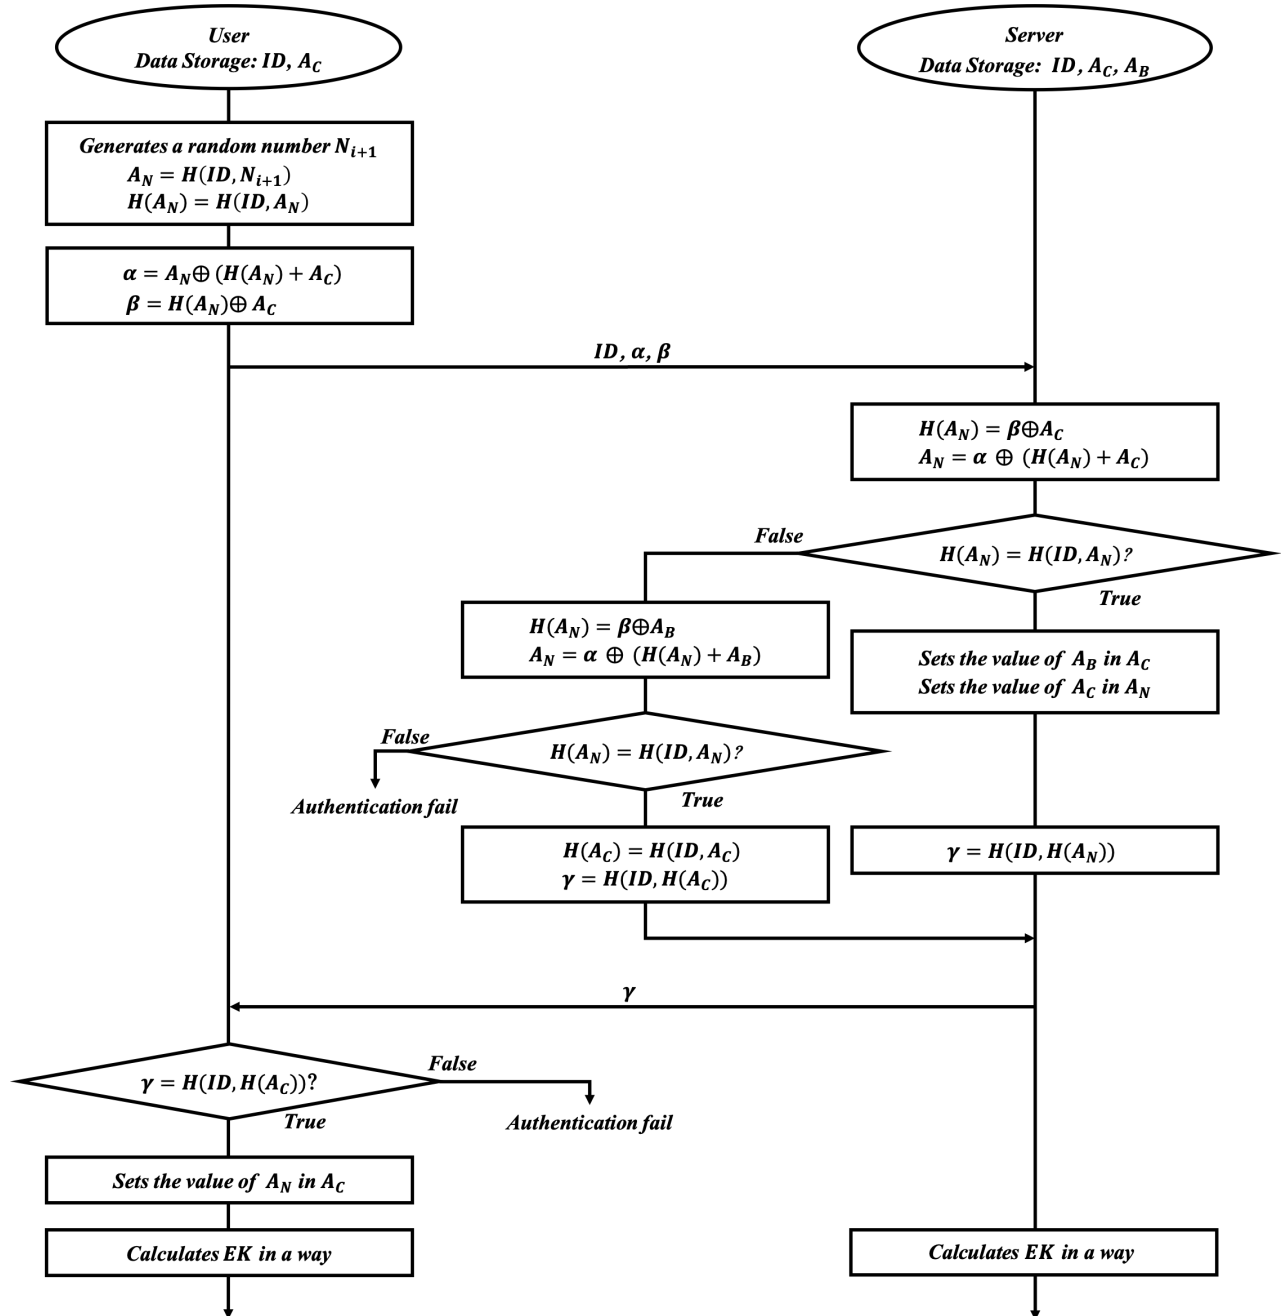 User
Data Storage: ID, A_C
Server
Data Storage: ID, A_C, A_B
Generates a random number N_{i+1}
A_N = H(ID, N_{i+1})
H(A_N) = H(ID, A_N)
α = A_N⊕ (H(A_N) + A_C)
β = H(A_N)⊕ A_C
ID, α, β
H(A_N) = β⊕A_C
A_N = α ⊕ (H(A_N) + A_C)
False
H(A_N) = H(ID, A_N)?
True
H(A_N) = β⊕A_B
A_N = α ⊕ (H(A_N) + A_B)
Sets the value of A_B in A_C
Sets the value of A_C in A_N
False
H(A_N) = H(ID, A_N)?
True
Authentication fail
H(A_C) = H(ID, A_C)
γ = H(ID, H(A_C))
γ = H(ID, H(A_N))
γ
False
γ = H(ID, H(A_C))?
True
Authentication fail
Sets the value of A_N in A_C
Calculates EK in a way
Calculates EK in a way